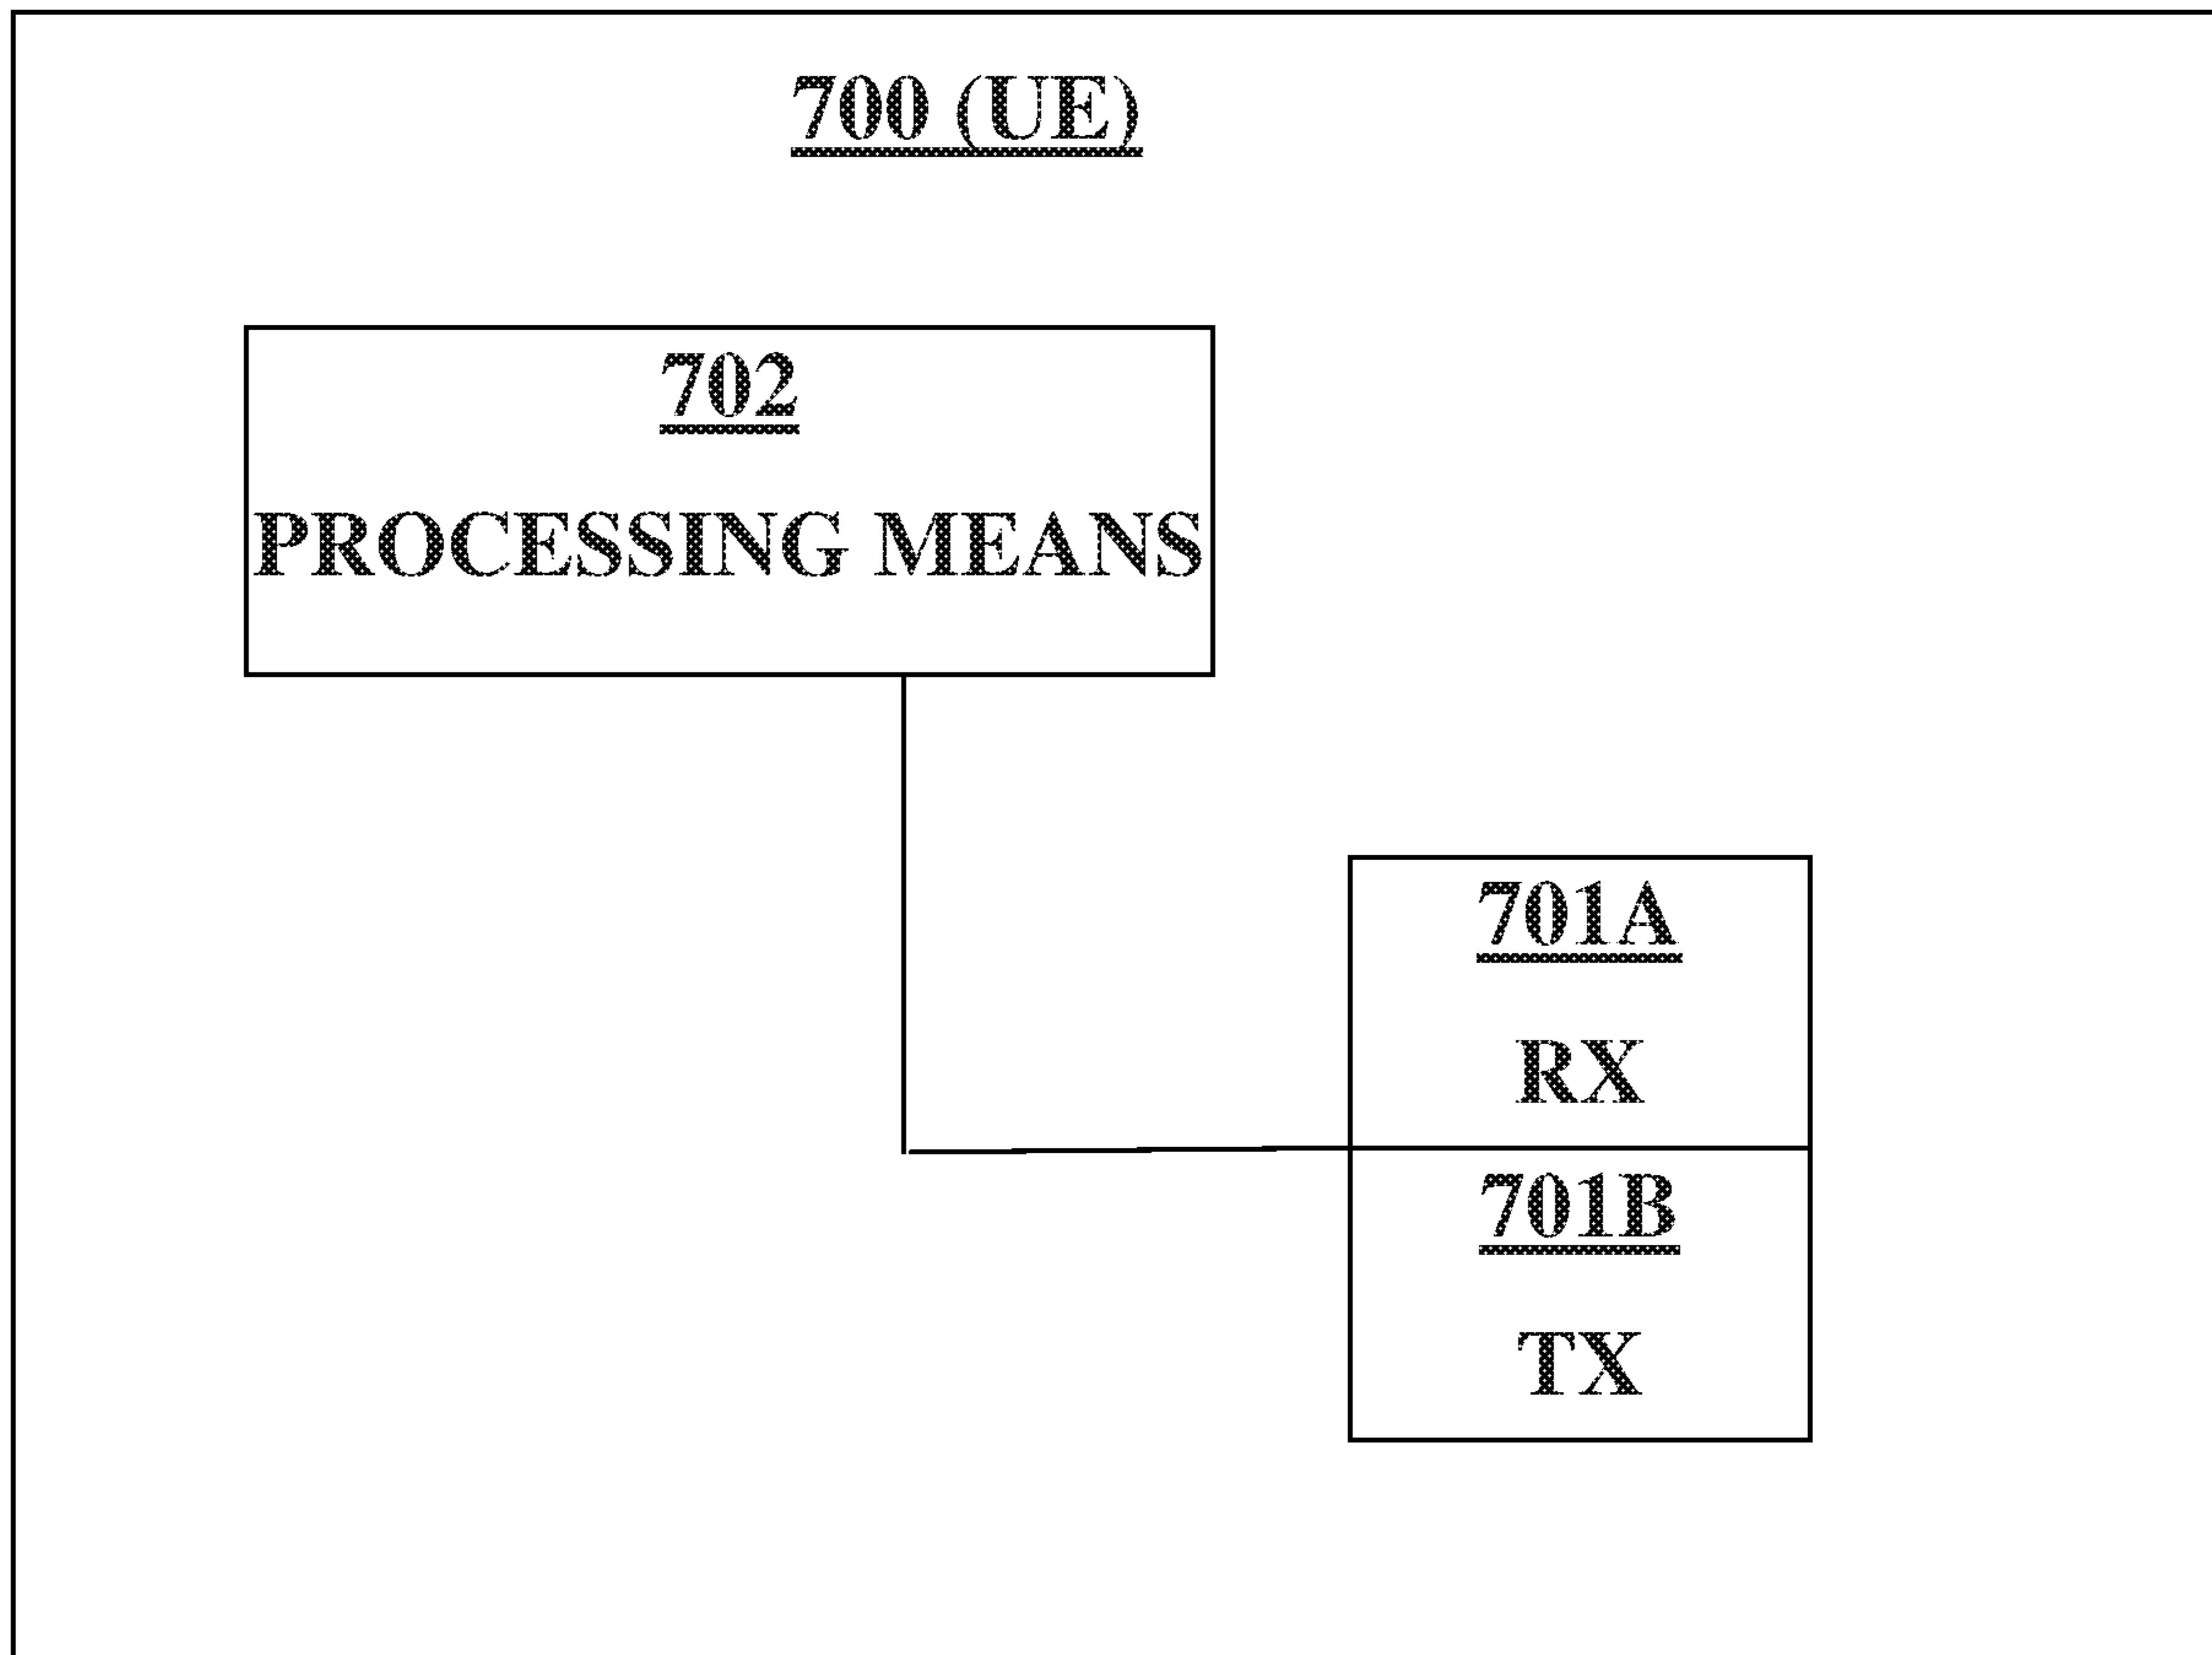 700 (UE)
702
PROCESSING MEANS
701A
RX
701B
TX